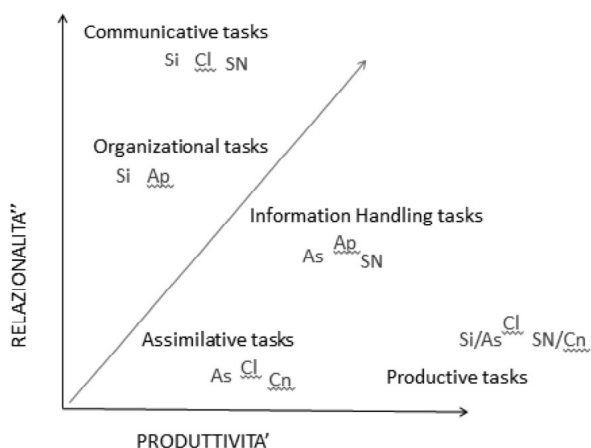 Communicative tasks
Si Cl SN
Organizational tasks
Si Ap
Information Handling tasks
As Ap SN
Assimilative tasks
As Cl Cn
Si/As Cl SN/Cn
Productive tasks
RELAZIONALITA’’
PRODUTTIVITA’